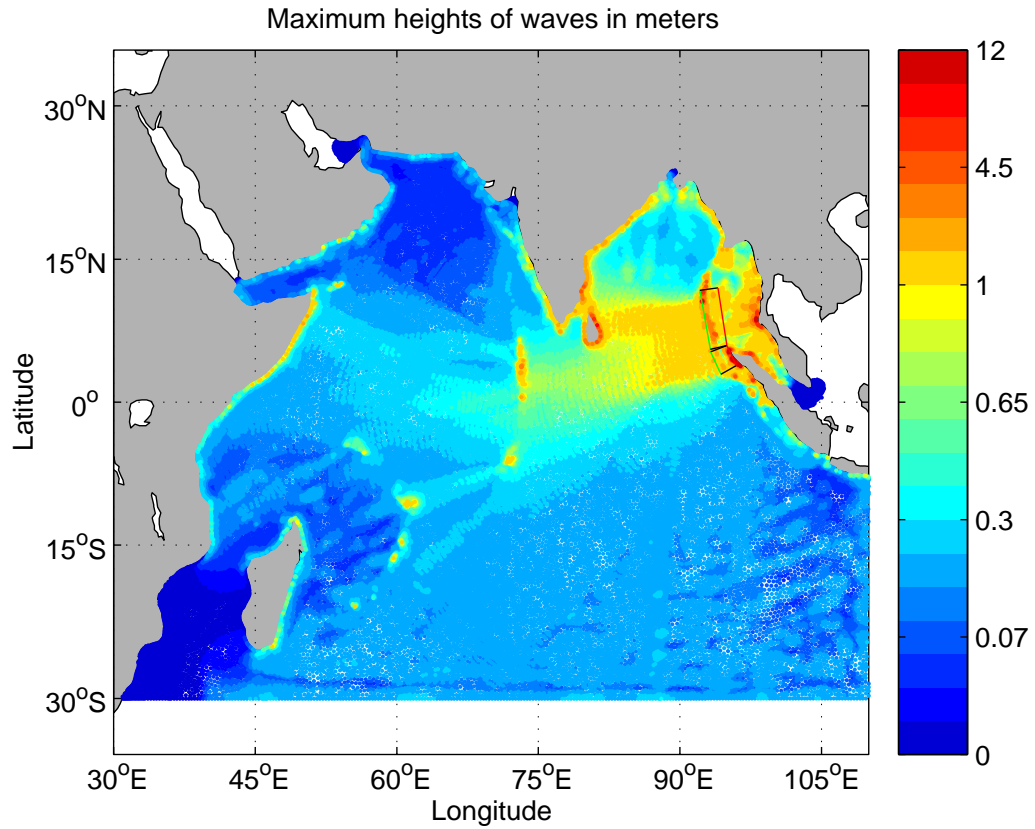 Maximum heights of waves in meters
30°N
15°N
0°
15°S
30°S
Latitude
30°E
45°E
60°E
75°E
90°E
105°E
Longitude
12
4.5
1
0.65
0.3
0.07
0